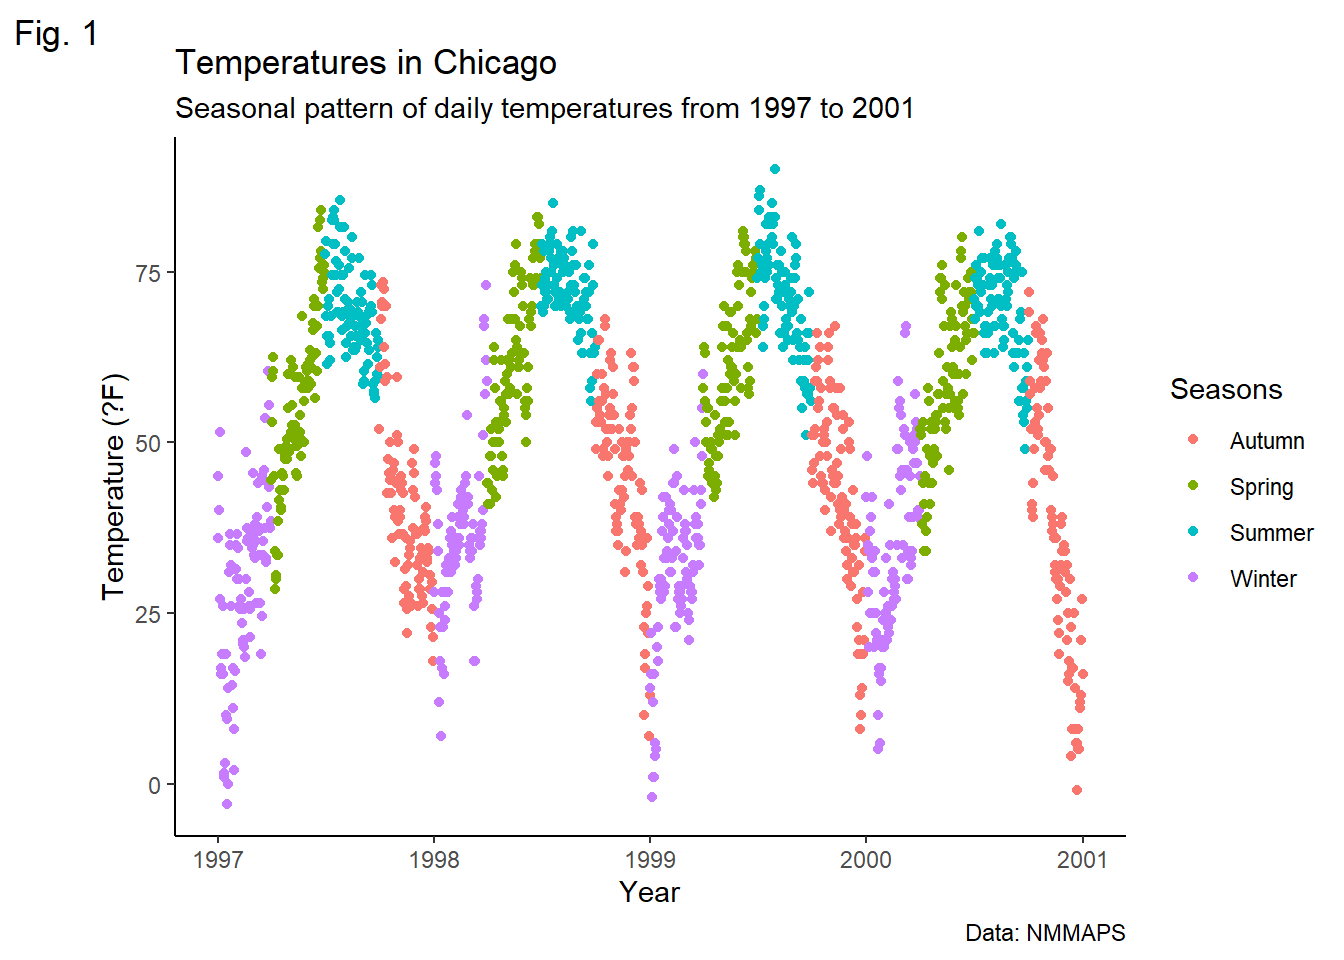 Fig. 1
Temperatures in Chicago
Seasonal pattern of daily temperatures from 1997 to 2001
Temperature (?F)
75
50
25
0
1997 1998 1999 2000 2001
Year
Seasons
Autumn
Spring
Summer
Winter
Data: NMMAPS